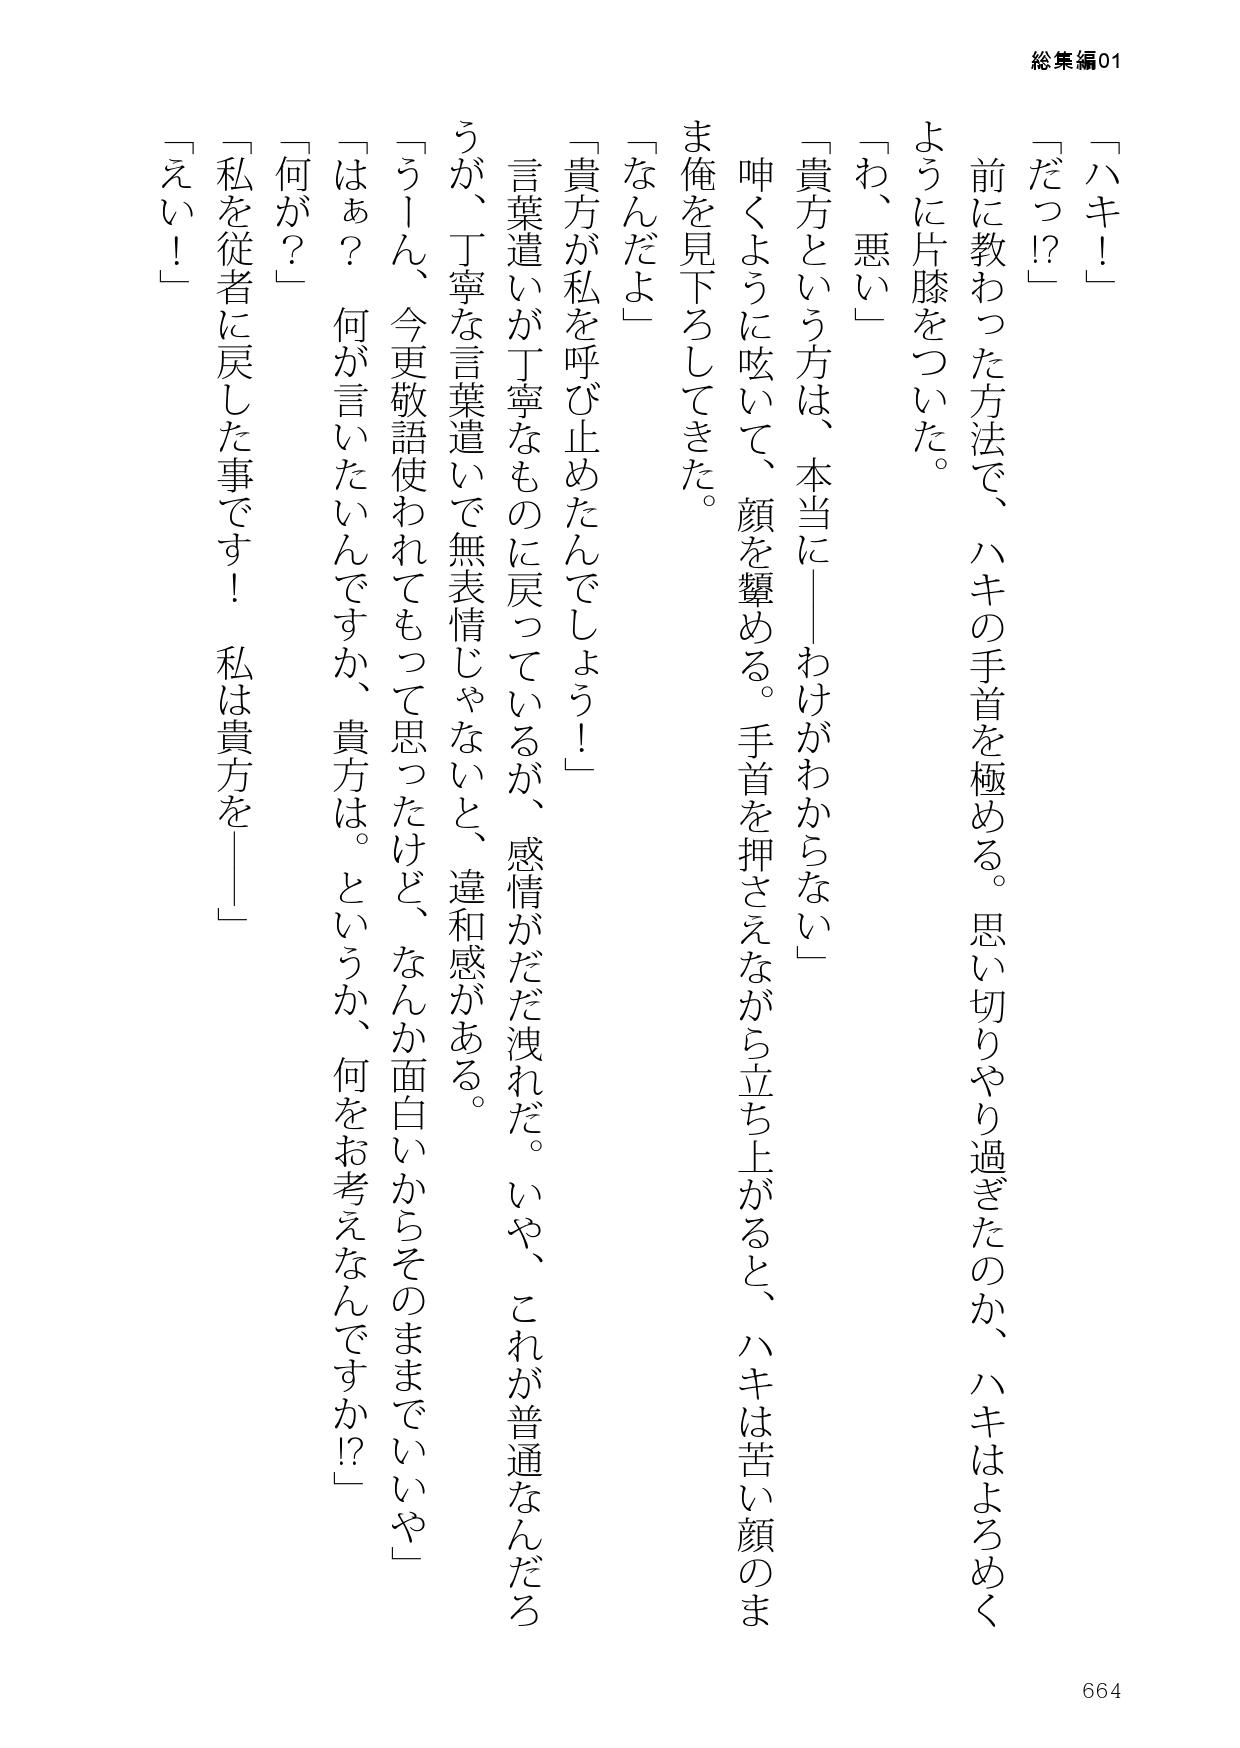 総集編01
「ハキ！」
「だっ!?」
　前に教わった方法で、ハキの手首を極める。思い切りやり過ぎたのか、ハキはよろめく
ように片膝をついた。
「わ、悪い」
「貴方という方は、本当に――わけがわからない」
　呻くように呟いて、顔を顰める。手首を押さえながら立ち上がると、ハキは苦い顔のま
ま俺を見下ろしてきた。
「なんだよ」
「貴方が私を呼び止めたんでしょう！」
　言葉遣いが丁寧なものに戻っているが、感情がだだ洩れだ。いや、これが普通なんだろ
うが、丁寧な言葉遣いで無表情じゃないと、違和感がある。
「うーん、今更敬語使われてもって思ったけど、なんか面白いからそのままでいいや」
「はぁ？　何が言いたいんですか、貴方は。というか、何をお考えなんですか!?」
「何が？」
「私を従者に戻した事です！　私は貴方を――」
「えい！」
664